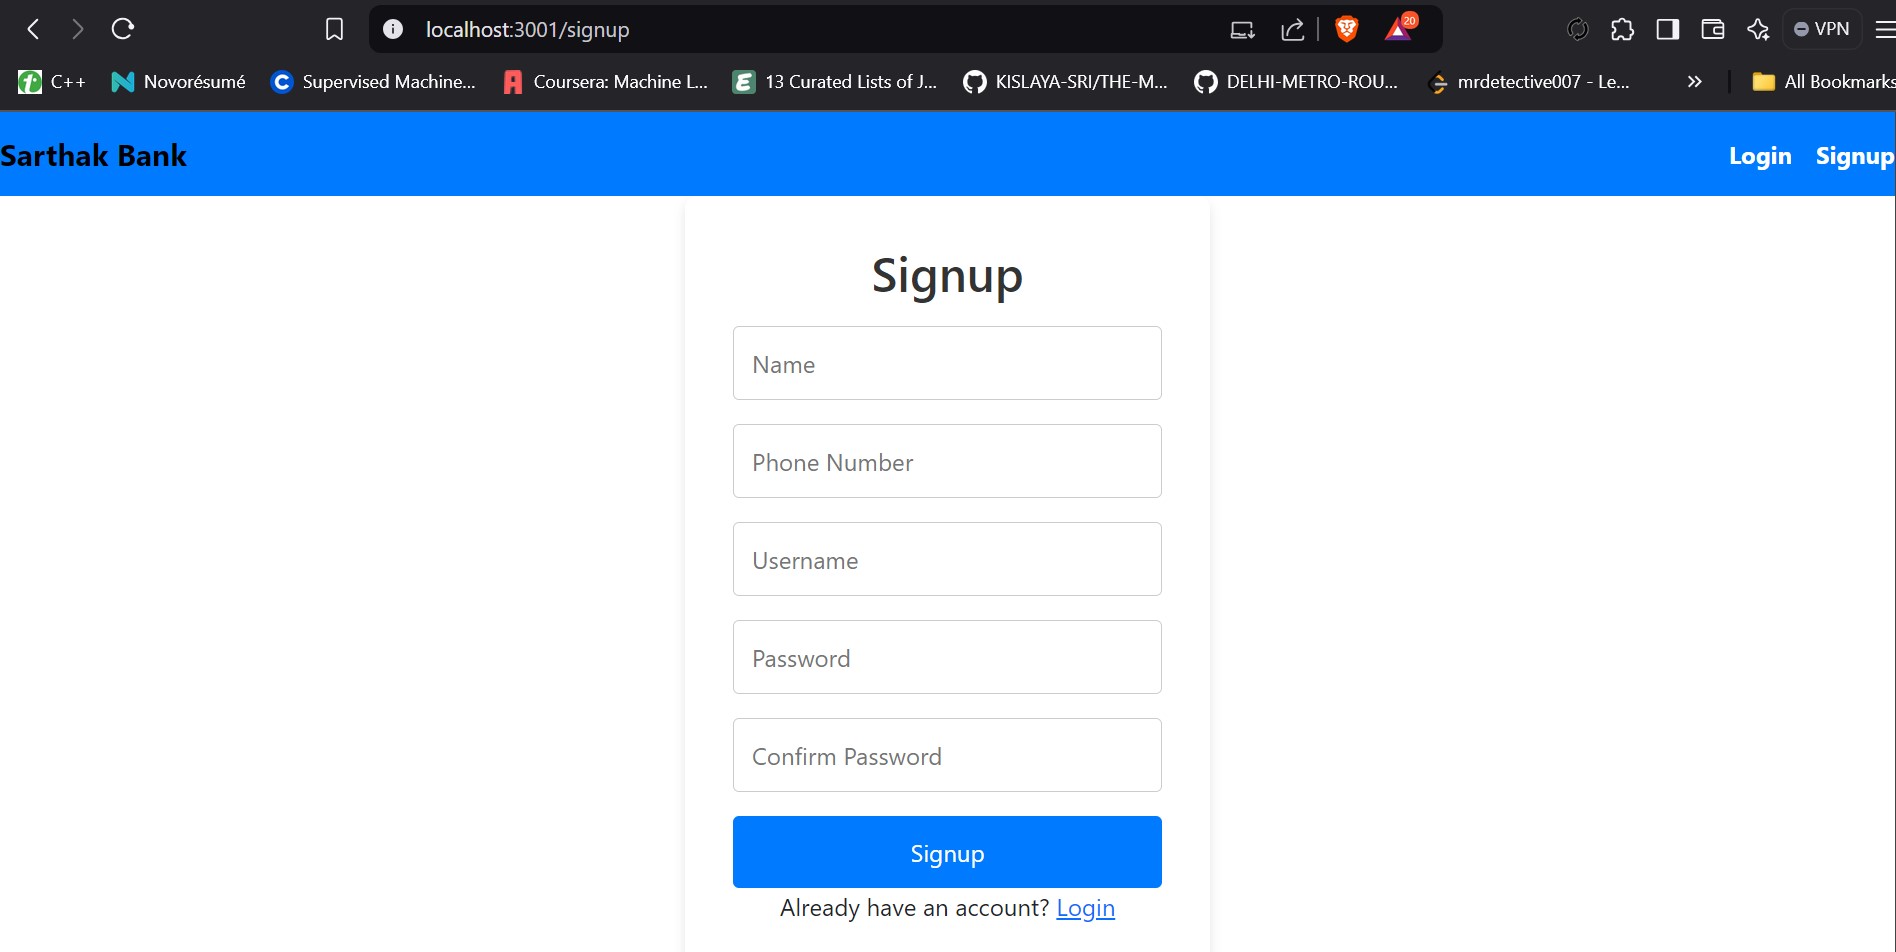 localhost:3001/signup
20
VPN
C++
Novorésumé
Supervised Machine...
Coursera: Machine L...
13 Curated Lists of J...
KISLAYA-SRI/THE-M...
DELHI-METRO-ROU...
mrdetective007 - Le...
All Bookmarks
Sarthak Bank
Login
Signup
Signup
Name
Phone Number
Username
Password
Confirm Password
Signup
Already have an account? Login